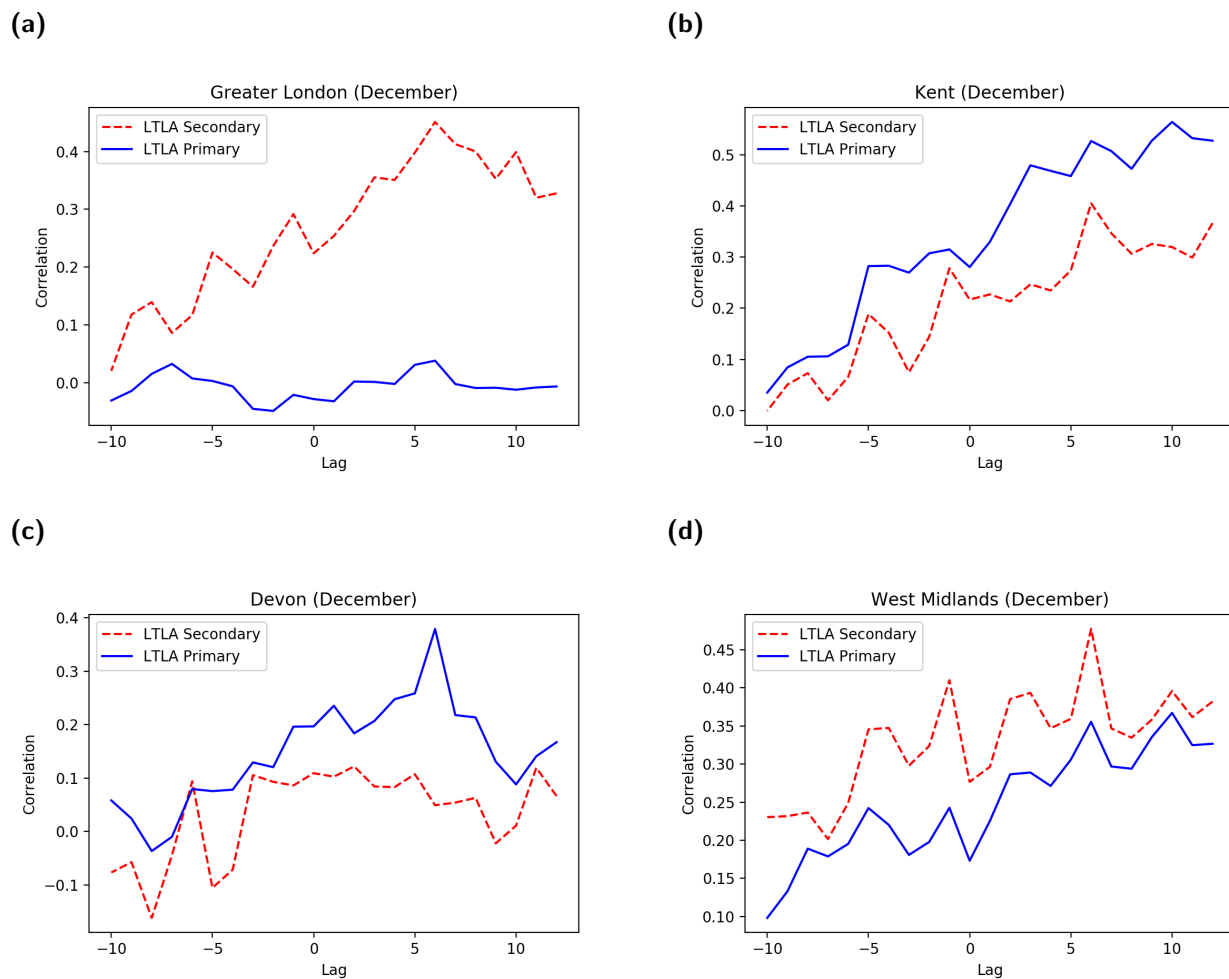 (a)
Greater London (December)
LTLA Secondary
LTLA Primary
0.4
0.3
0.2
0.1
0.0
Correlation
−10
−5
0
5
10
Lag
(b)
Kent (December)
LTLA Secondary
LTLA Primary
0.5
0.4
0.3
0.2
0.1
0.0
Correlation
−10
−5
0
5
10
Lag
(c)
Devon (December)
LTLA Secondary
LTLA Primary
0.4
0.3
0.2
0.1
0.0
−0.1
Correlation
−10
−5
0
5
10
Lag
(d)
West Midlands (December)
LTLA Secondary
LTLA Primary
0.45
0.40
0.35
0.30
0.25
0.20
0.15
0.10
Correlation
−10
−5
0
5
10
Lag